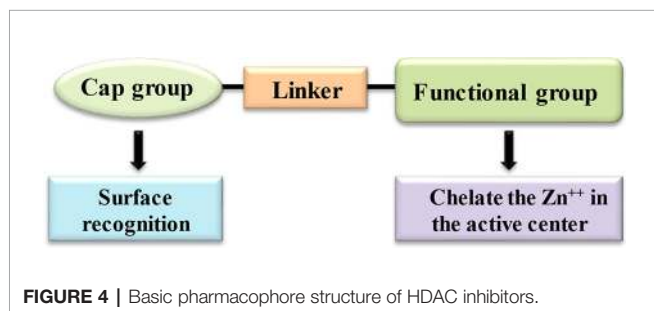 Cap group
Linker
Functional group
Surface
recognition
Chelate the Zn⁺⁺ in
the active center
FIGURE 4 | Basic pharmacophore structure of HDAC inhibitors.